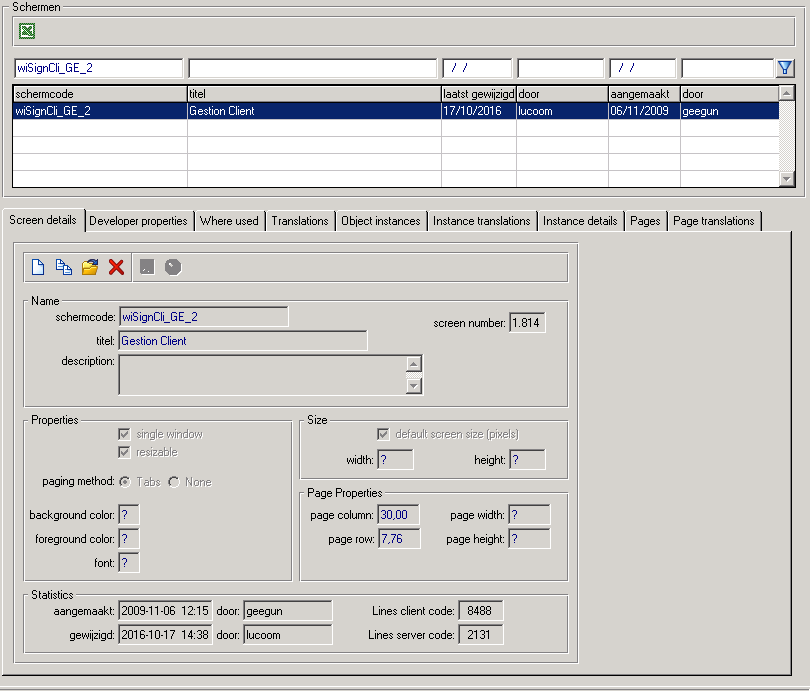 Schermen
wiSignCli_GE_2 / / / /
schermcode titel laatst gewijzigd door aangemaakt door
wiSignCli_GE_2 Gestion Client 17/10/2016 lucoom 06/11/2009 geegun
Screen details Developer properties Where used Translations Object instances Instance translations Instance details Pages Page translations
Name
schermcode: wiSignCli_GE_2 screen number: 1.814
titel: Gestion Client
description:
Properties Size
single window default screen size (pixels)
resizable width: ? height: ?
paging method: Tabs None
Page Properties
background color: ? page column: 30,00 page width: ?
foreground color: ? page row: 7,76 page height: ?
font: ?
Statistics
aangemaakt: 2009-11-06 12:15 door: geegun Lines client code: 8488
gewijzigd: 2016-10-17 14:38 door: lucoom Lines server code: 2131